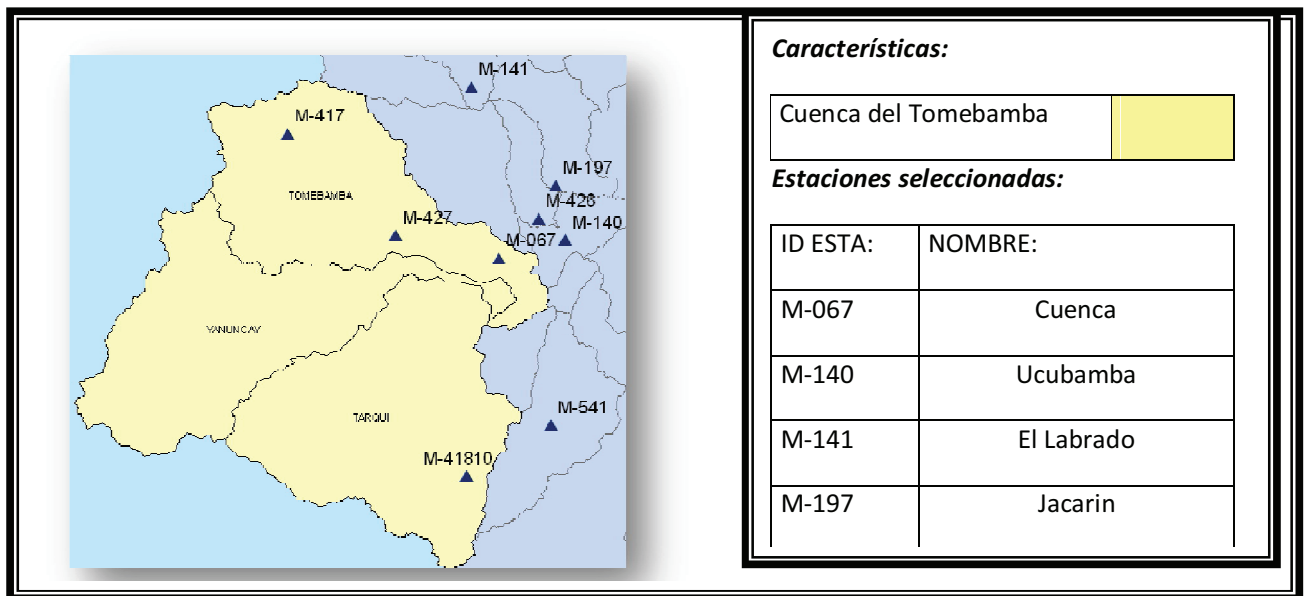 M-141
M-417
M-197
TOMEBAMBA
M-426
M-427
M-140
M-067
YANUNCAY
TARQUI
M-541
M-41810
Características:
Cuenca del Tomebamba
Estaciones seleccionadas:
ID ESTA: NOMBRE:
M-067 Cuenca
M-140 Ucubamba
M-141 El Labrado
M-197 Jacarin